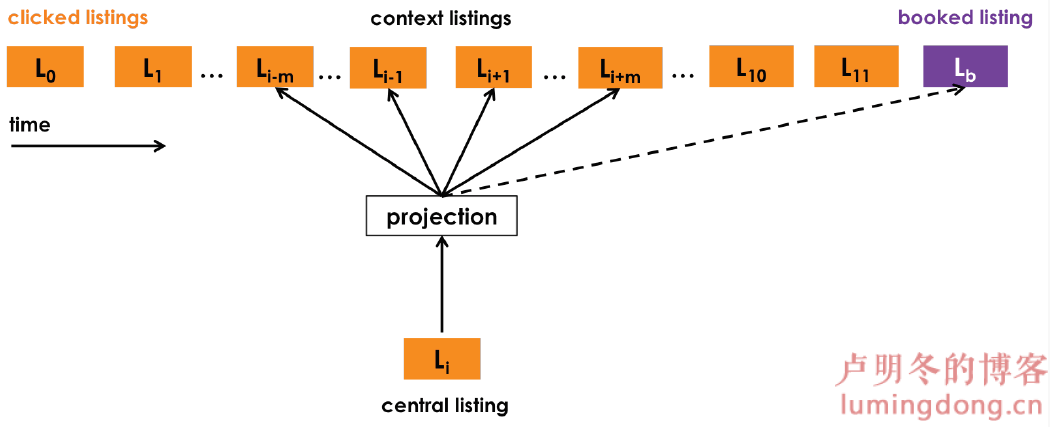 clicked listings context listings booked listing
L0 L1 ... Li-m ... Li-1 Li+1 ... Li+m ... L10 L11 Lb
time
projection
Li
central listing
卢明冬的博客
lumingdong.cn